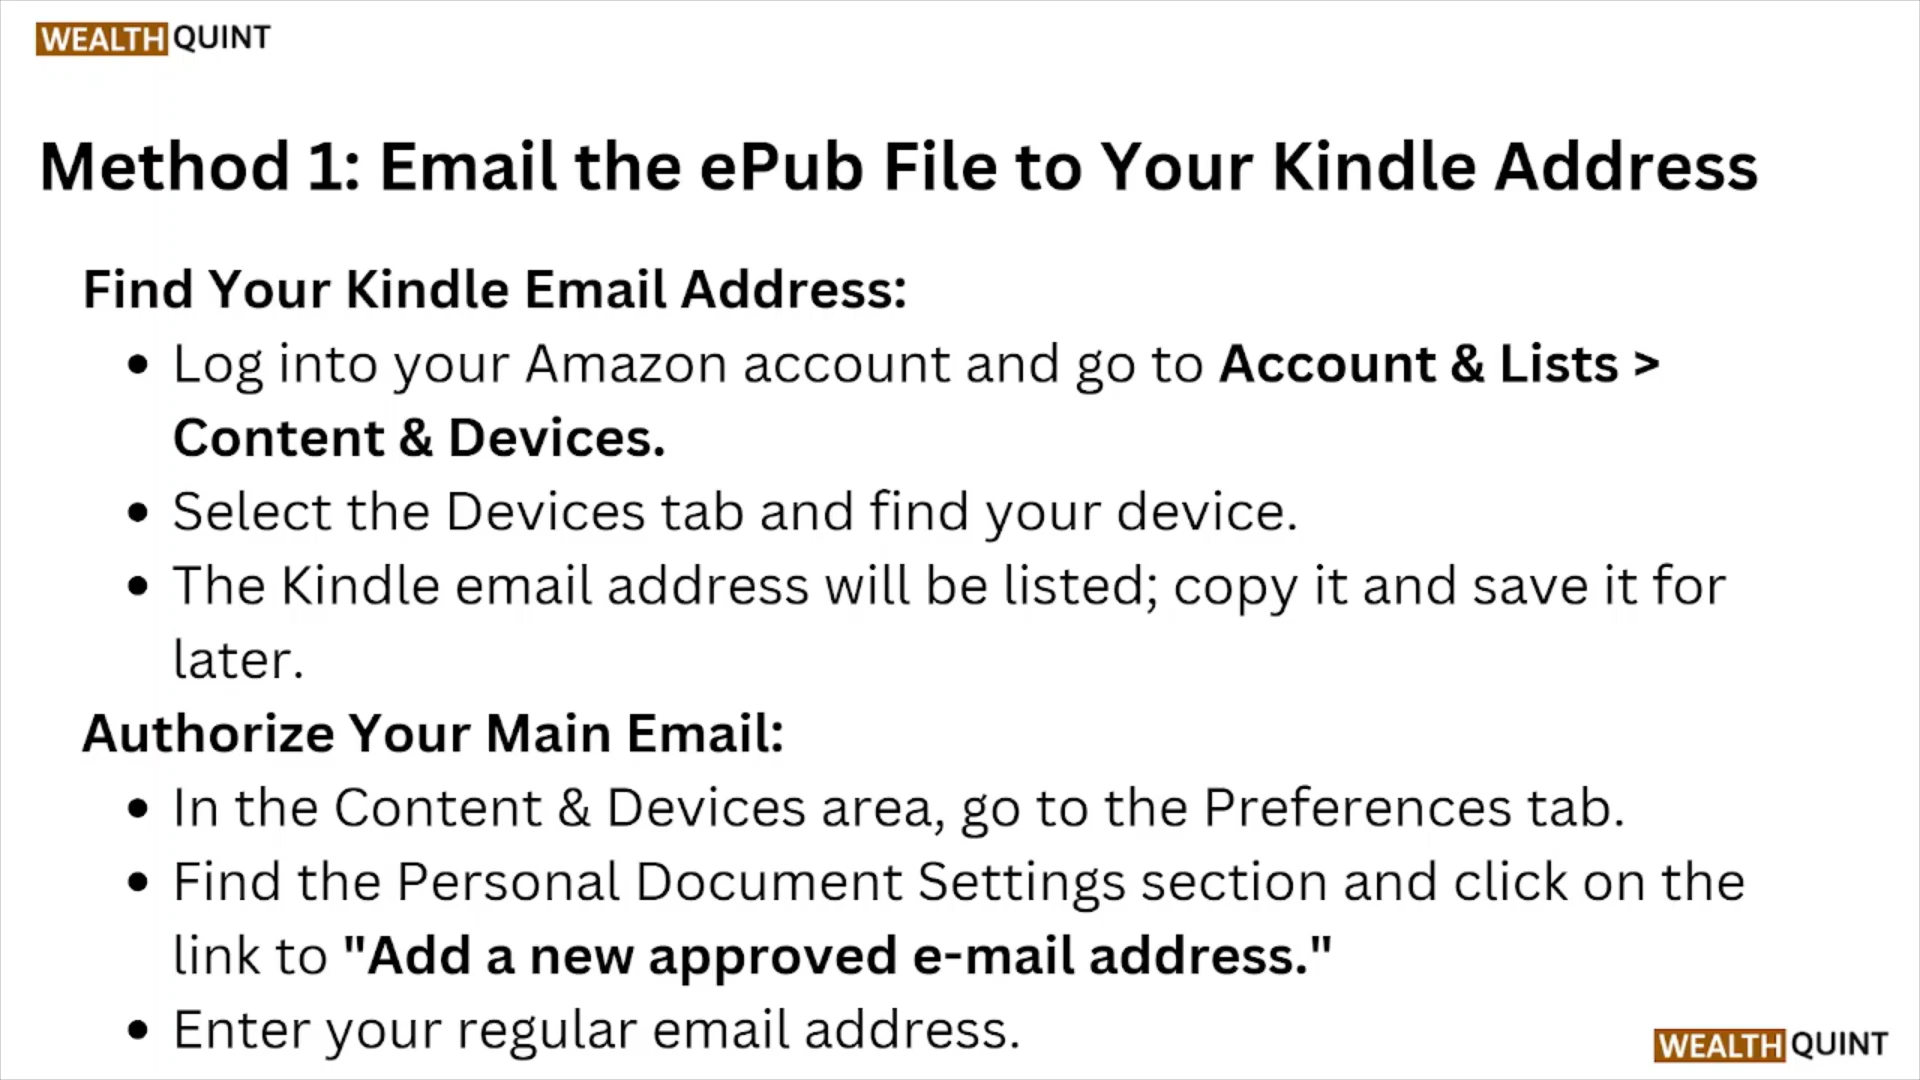 WEALTH QUINT
Method 1: Email the ePub File to Your Kindle Address
Find Your Kindle Email Address:
• Log into your Amazon account and go to Account & Lists >
Content & Devices.
• Select the Devices tab and find your device.
• The Kindle email address will be listed; copy it and save it for
later.
Authorize Your Main Email:
• In the Content & Devices area, go to the Preferences tab.
• Find the Personal Document Settings section and click on the
link to "Add a new approved e-mail address."
• Enter your regular email address.
WEALTH QUINT